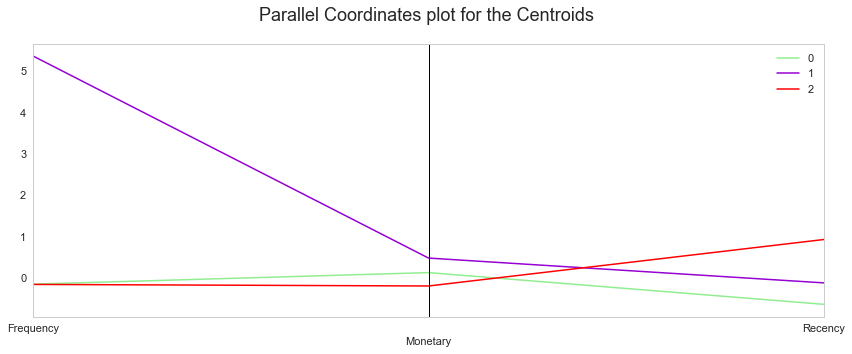 Parallel Coordinates plot for the Centroids
0
1
2
5
4
3
2
1
0
Frequency
Monetary
Recency